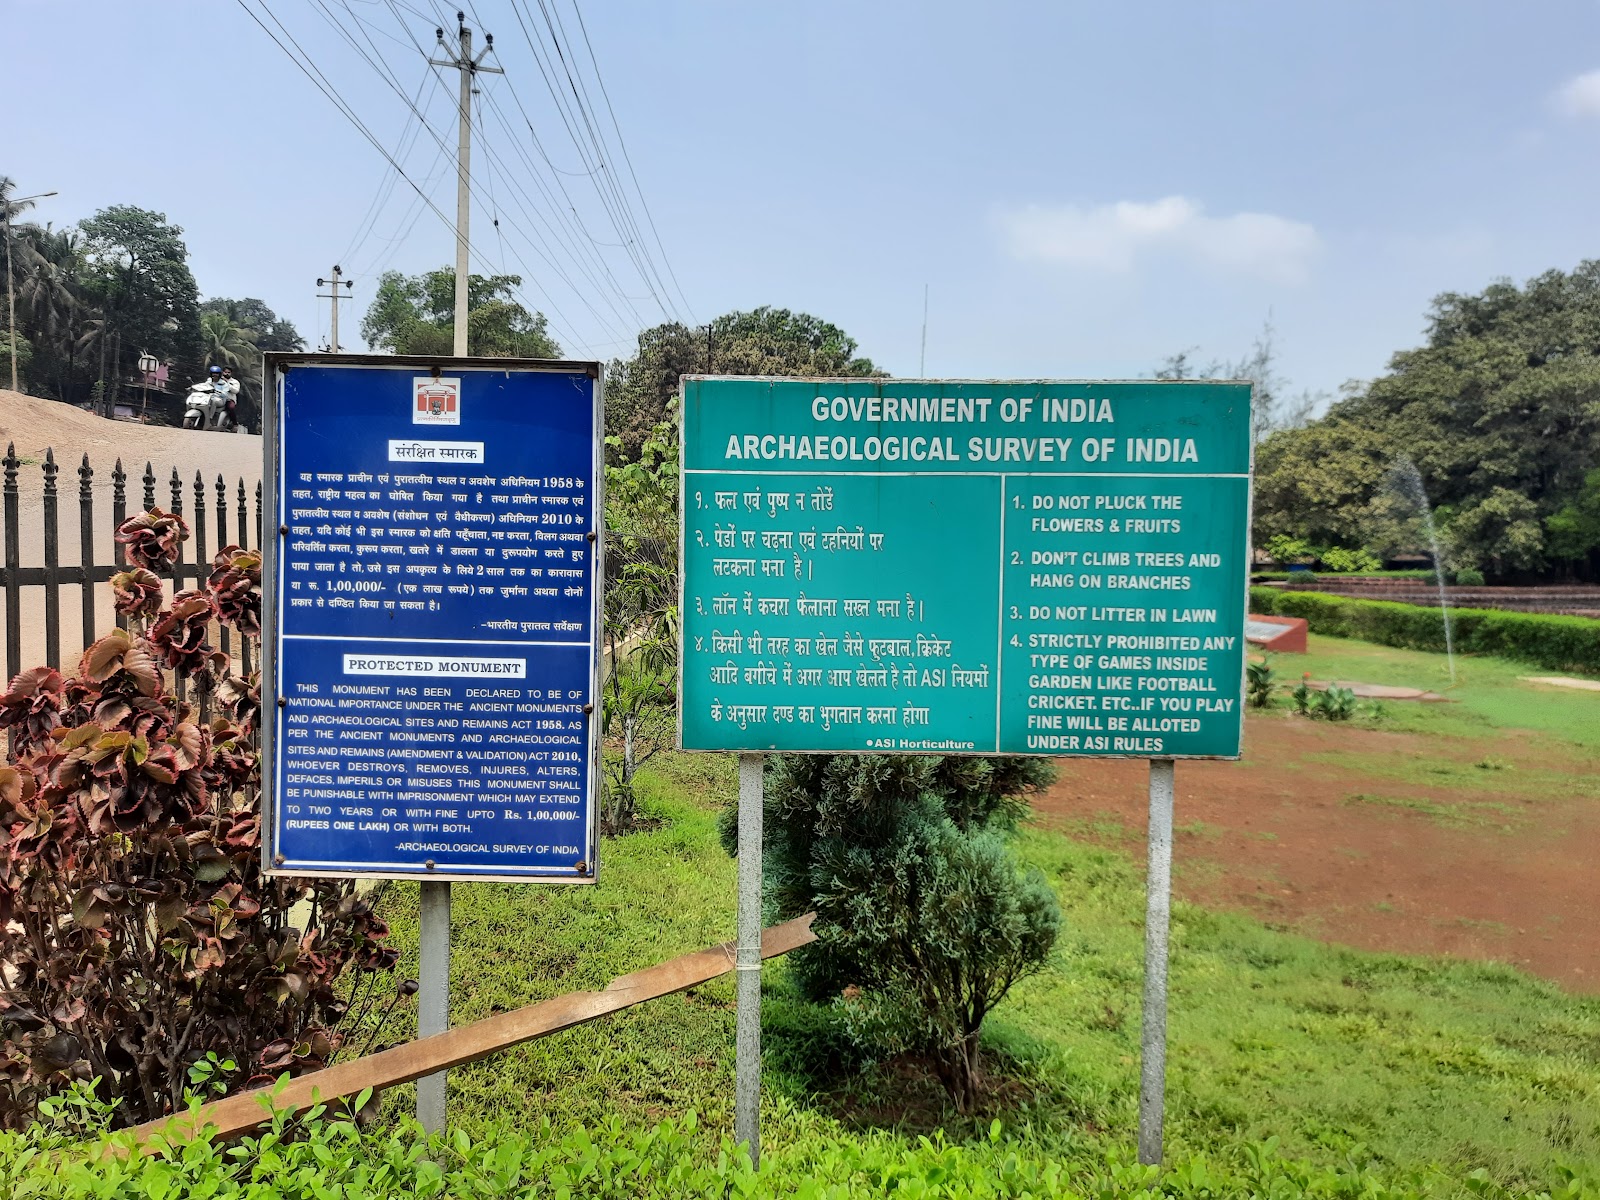 संरक्षित स्मारक
यह स्मारक प्राचीन एवं पुरातत्वीय स्थल व अवशेष अधिनियम 1958 के
तहत, राष्ट्रीय महत्व का घोषित किया गया है तथा प्राचीन स्मारक एवं
पुरातत्वीय स्थल व अवशेष (संशोधन एवं वैधीकरण) अधिनियम 2010 के
तहत, यदि कोई भी इस स्मारक को क्षति पहुँचाता, नष्ट करता, विलग अथवा
परिवर्तित करता, कुरूप करता, खतरे में डालता या दुरूपयोग करते हुए
पाया जाता है तो, उसे इस अपकृत्य के लिये 2 साल तक का कारावास
या रू. 1,00,000/- (एक लाख रूपये) तक जुर्माना अथवा दोनों
प्रकार से दण्डित किया जा सकता है।
-भारतीय पुरातत्व सर्वेक्षण
PROTECTED MONUMENT
THIS MONUMENT HAS BEEN DECLARED TO BE OF
NATIONAL IMPORTANCE UNDER THE ANCIENT MONUMENTS
AND ARCHAEOLOGICAL SITES AND REMAINS ACT 1958. AS
PER THE ANCIENT MONUMENTS AND ARCHAEOLOGICAL
SITES AND REMAINS (AMENDMENT & VALIDATION) ACT 2010,
WHOEVER DESTROYS, REMOVES, INJURES, ALTERS,
DEFACES, IMPERILS OR MISUSES THIS MONUMENT SHALL
BE PUNISHABLE WITH IMPRISONMENT WHICH MAY EXTEND
TO TWO YEARS OR WITH FINE UPTO Rs. 1,00,000/-
(RUPEES ONE LAKH) OR WITH BOTH.
-ARCHAEOLOGICAL SURVEY OF INDIA
GOVERNMENT OF INDIA
ARCHAEOLOGICAL SURVEY OF INDIA
१. फल एवं पुष्प न तोडें
२. पेडों पर चढ़ना एवं टहनियों पर
लटकना मना है।
३. लॉन में कचरा फैलाना सख्त मना है।
४. किसी भी तरह का खेल जैसे फुटबाल, क्रिकेट
आदि बगीचे में अगर आप खेलते है तो ASI नियमों
के अनुसार दण्ड का भुगतान करना होगा
•ASI Horticulture
1. DO NOT PLUCK THE
FLOWERS & FRUITS
2. DON'T CLIMB TREES AND
HANG ON BRANCHES
3. DO NOT LITTER IN LAWN
4. STRICTLY PROHIBITED ANY
TYPE OF GAMES INSIDE
GARDEN LIKE FOOTBALL
CRICKET. ETC..IF YOU PLAY
FINE WILL BE ALLOTED
UNDER ASI RULES